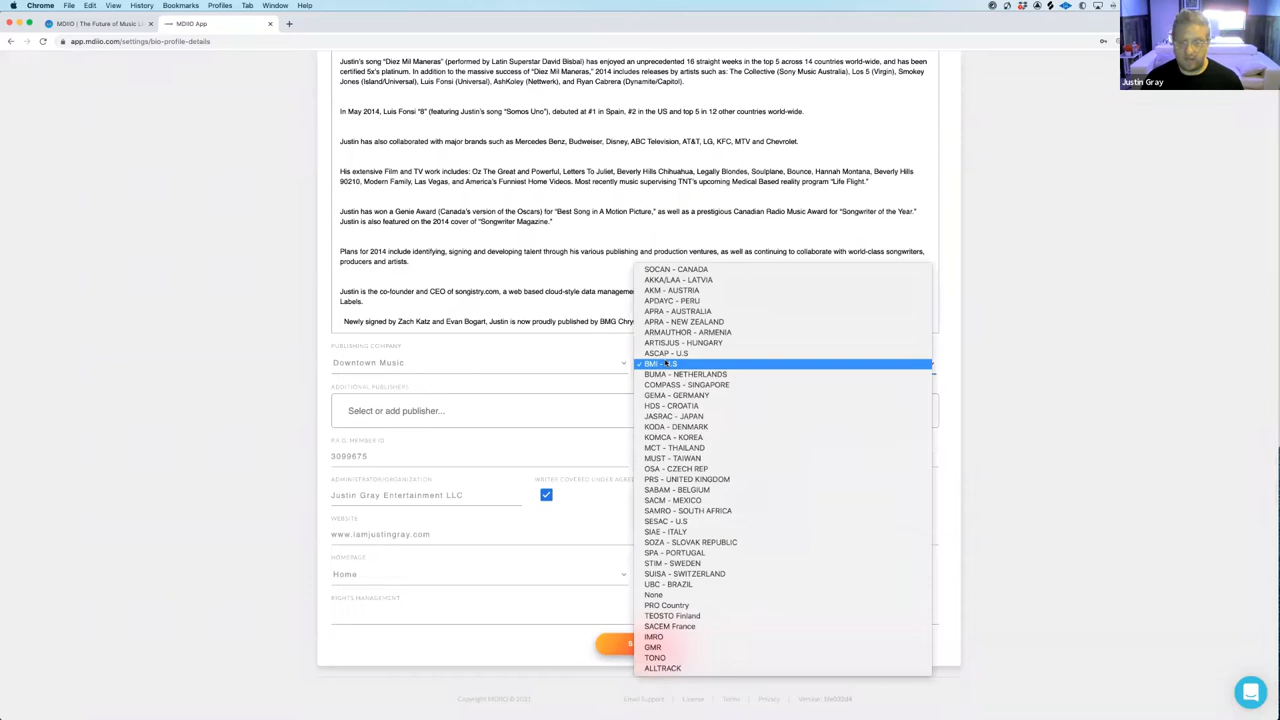 Chrome File Edit View History Bookmarks Profiles Tab Window Help
MDIIO | The Future of Music Li
MDIIO App
app.mdiio.com/settings/bio-profile-details
Justin Gray
Justin's song "Diez Mil Maneras" (performed by Latin Superstar David Bisbal) has enjoyed an unprecedented 16 straight weeks in the top 5 across 14 countries world-wide, and has been
certified 5x's platinum. In addition to the massive success of "Diez Mil Maneras," 2014 includes releases by artists such as: The Collective (Sony Music Australia), Los 5 (Virgin), Smokey
Jones (Island/Universal), Luis Fonsi (Universal), AshKoley (Nettwerk), and Ryan Cabrera (Dynamite/Capitol).
In May 2014, Luis Fonsi "8" (featuring Justin's song "Somos Uno"), debuted at #1 in Spain, #2 in the US and top 5 in 12 other countries world-wide.
Justin has also collaborated with major brands such as Mercedes Benz, Budweiser, Disney, ABC Television, AT&T, LG, KFC, MTV and Chevrolet.
His extensive Film and TV work includes: Oz The Great and Powerful, Letters To Juliet, Beverly Hills Chihuahua, Legally Blondes, Soulplane, Bounce, Hannah Montana, Beverly Hills
90210, Modern Family, Las Vegas, and America's Funniest Home Videos. Most recently music supervising TNT's upcoming Medical Based reality program "Life Flight."
Justin has won a Genie Award (Canada's version of the Oscars) for "Best Song in A Motion Picture," as well as a prestigious Canadian Radio Music Award for "Songwriter of the Year."
Justin is also featured on the 2014 cover of "Songwriter Magazine."
Plans for 2014 include identifying, signing and developing talent through his various publishing and production ventures, as well as continuing to collaborate with world-class songwriters,
producers and artists.
Justin is the co-founder and CEO of songistry.com, a web based cloud-style data manageme
Labels.
Newly signed by Zach Katz and Evan Bogart, Justin is now proudly published by BMG Chry
PUBLISHING COMPANY
Downtown Music
ADDITIONAL PUBLISHER
Select or add publisher...
P.R.O. MEMBER ID
3099675
ADMINISTRATOR/ORGANIZATION
Justin Gray Entertainment LLC
WRITER COVERED UNDER AGRE
WEBSITE
www.iamjustingray.com
HOMEPAGE
Home
RIGHTS MANAGEMENT
SOCAN - CANADA
AKKA/LAA - LATVIA
AKM - AUSTRIA
APDAYC - PERU
APRA - AUSTRALIA
APRA - NEW ZEALAND
ARMAUTHOR - ARMENIA
ARTISJUS - HUNGARY
ASCAP - U.S
BMI - U.S
BUMA - NETHERLANDS
COMPASS - SINGAPORE
GEMA - GERMANY
HDS - CROATIA
JASRAC - JAPAN
KODA - DENMARK
KOMCA - KOREA
MCT - THAILAND
MUST - TAIWAN
OSA - CZECH REP
PRS - UNITED KINGDOM
SABAM - BELGIUM
SACM - MEXICO
SAMRO - SOUTH AFRICA
SESAC - U.S
SIAE - ITALY
SOZA - SLOVAK REPUBLIC
SPA - PORTUGAL
STIM - SWEDEN
SUISA - SWITZERLAND
UBC - BRAZIL
None
PRO Country
TEOSTO Finland
SACEM France
IMRO
GMR
TONO
ALLTRACK
Copyright MDIIO © 2021
Email Support
Terms
Privacy